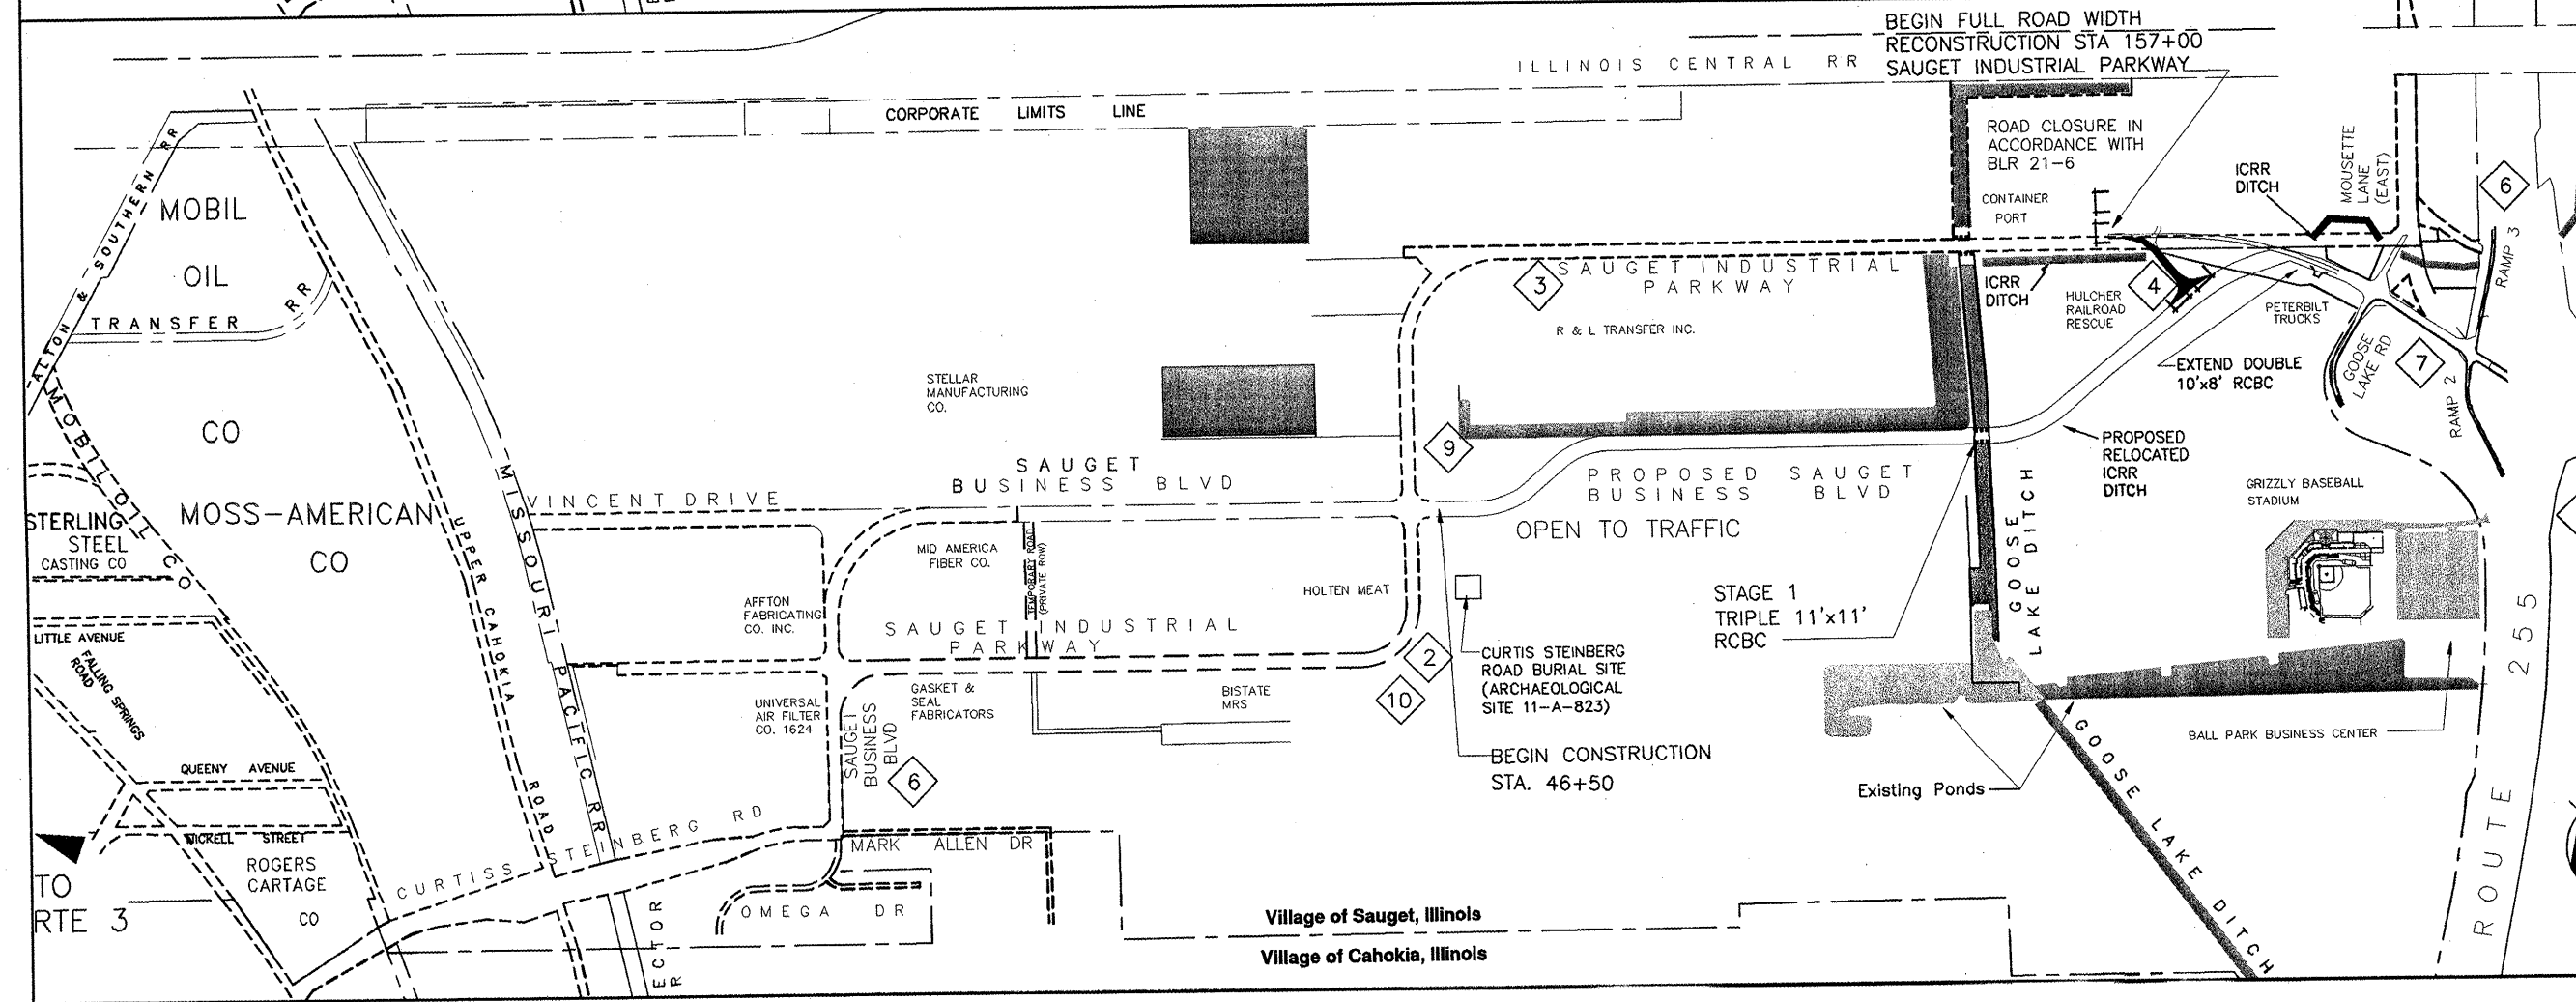 BEGIN FULL ROAD WIDTH
RECONSTRUCTION STA 157+00
SAUGET INDUSTRIAL PARKWAY
ILLINOIS CENTRAL RR
CORPORATE LIMITS LINE
ROAD CLOSURE IN
ACCORDANCE WITH
BLR 21-6
CONTAINER
PORT
ICRR
DITCH
MOUSETTE
LANE
(EAST)
6
RAMP 3
ALTON & SOUTHERN RR
MOBIL
OIL
CO
TRANSFER RR
MOBIL OIL CO
SAUGET INDUSTRIAL
PARKWAY
3
R & L TRANSFER INC.
ICRR
DITCH
HULCHER
RAILROAD
RESCUE
4
PETERBILT
TRUCKS
EXTEND DOUBLE
10'x8' RCBC
GOOSE
LAKE RD
7
RAMP 2
STELLAR
MANUFACTURING
CO.
9
PROPOSED
RELOCATED
ICRR
DITCH
SAUGET
BUSINESS BLVD
VINCENT DRIVE
PROPOSED SAUGET
BUSINESS BLVD
OPEN TO TRAFFIC
GRIZZLY BASEBALL
STADIUM
STERLING
STEEL
CASTING CO
MOSS-AMERICAN
CO
UPPER CAHOKIA ROAD
MISSOURI PACIFIC RR
MID AMERICA
FIBER CO.
TEMPORARY ROAD
(PRIVATE ROW)
HOLTEN MEAT
AFFTON
FABRICATING
CO. INC.
SAUGET INDUSTRIAL
PARKWAY
STAGE 1
TRIPLE 11'x11'
RCBC
GOOSE
LAKE DITCH
LITTLE AVENUE
FALLING SPRINGS
ROAD
2
10
CURTIS STEINBERG
ROAD BURIAL SITE
(ARCHAEOLOGICAL
SITE 11-A-823)
UNIVERSAL
AIR FILTER
CO. 1624
GASKET &
SEAL
FABRICATORS
BISTATE
MRS
SAUGET
BUSINESS
BLVD
6
BEGIN CONSTRUCTION
STA. 46+50
Existing Ponds
BALL PARK BUSINESS CENTER
GOOSE LAKE DITCH
ROUTE 255
QUEENY AVENUE
NICKELL STREET
ROGERS
CARTAGE
CO
CURTISS STEINBERG RD
MARK ALLEN DR
OMEGA DR
TO
RTE 3
ECTOR
R
Village of Sauget, Illinois
Village of Cahokia, Illinois